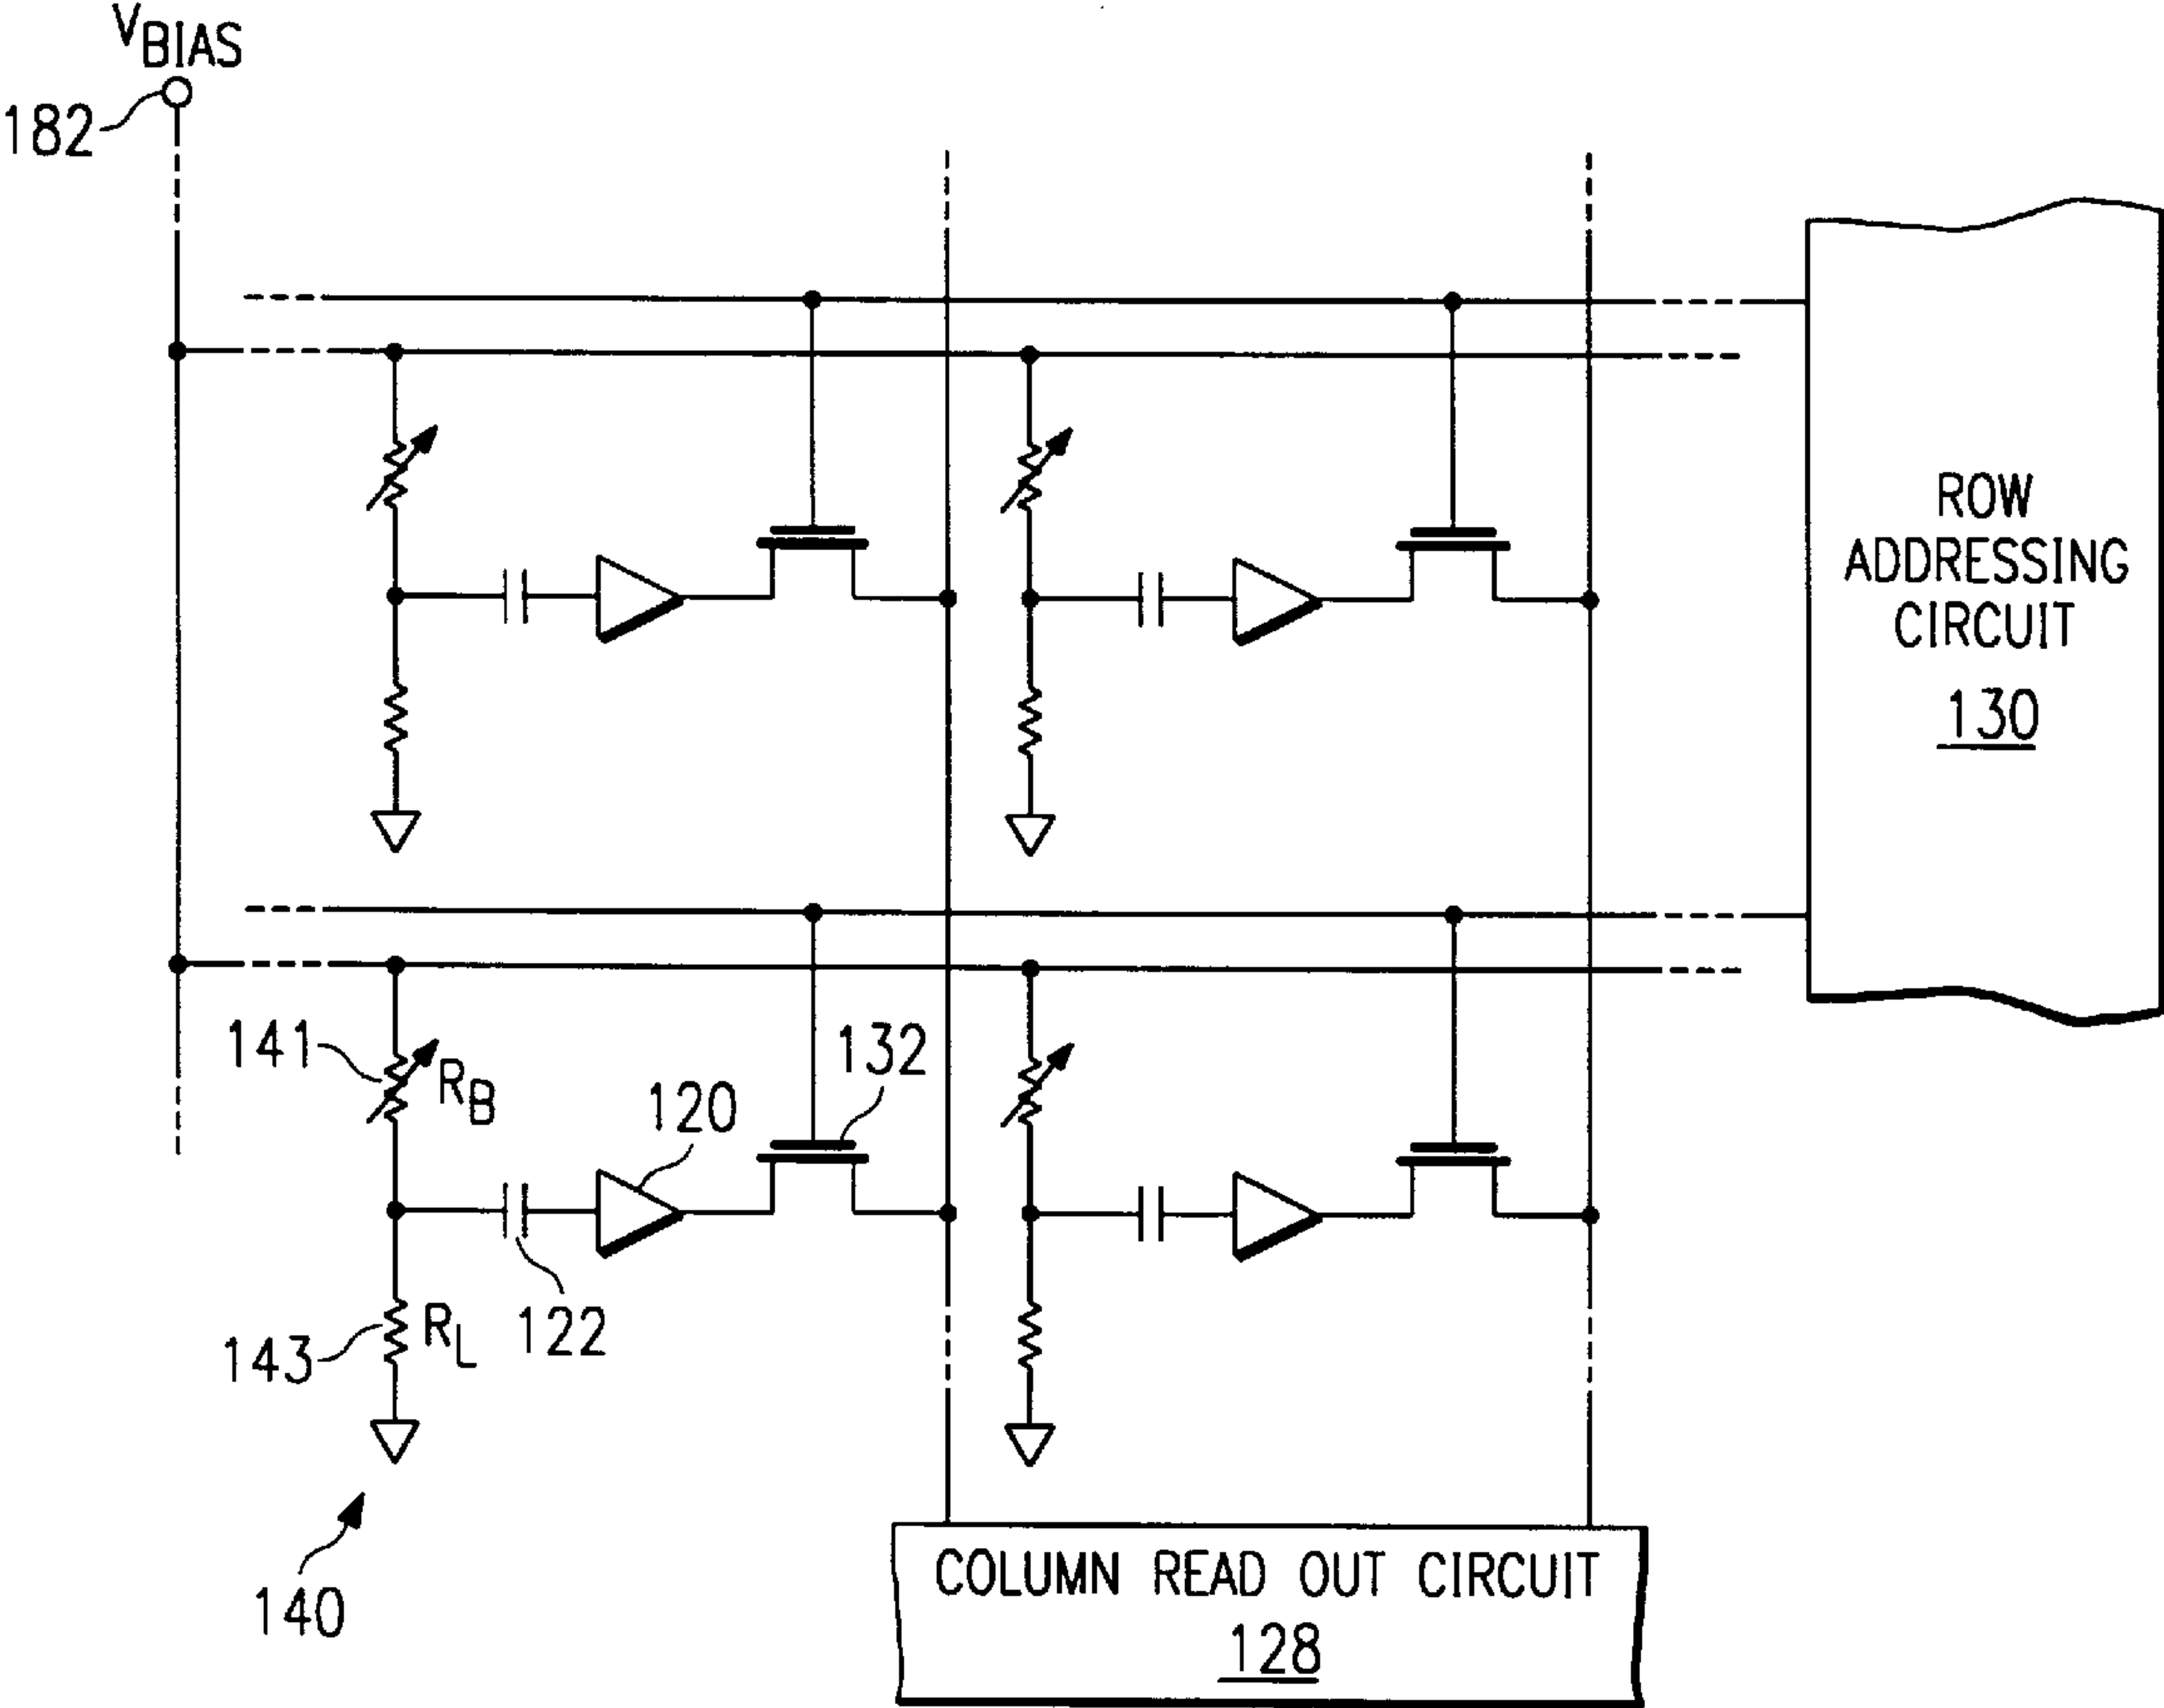 VBIAS
182
ROW
ADDRESSING
CIRCUIT
130
141
RB
120
132
143
RL
122
140
COLUMN READ OUT CIRCUIT
128